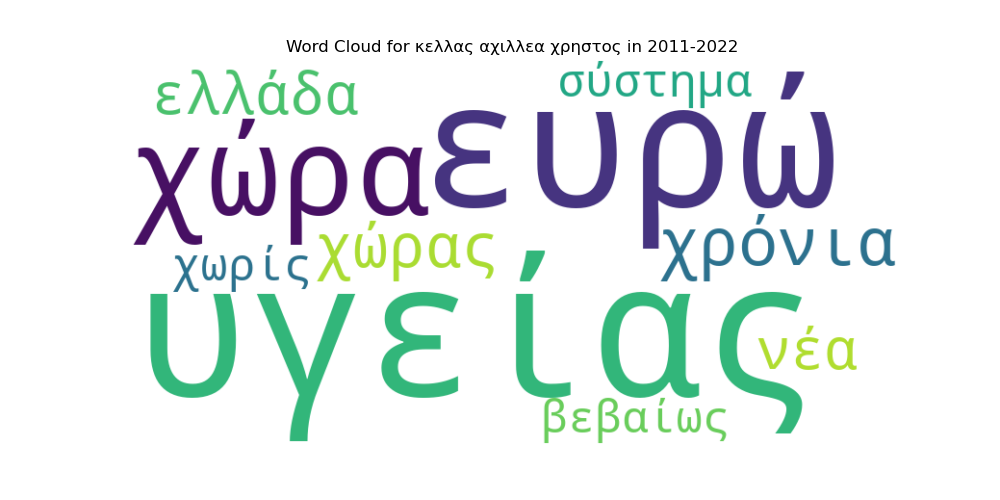 Word Cloud for κελλας αχιλλεα χρηστος in 2011-2022
ελλάδα
σύστημα
χώρα
ευρώ
χώρας
χρόνια
χωρίς
υγείας
νέα
βεβαίως